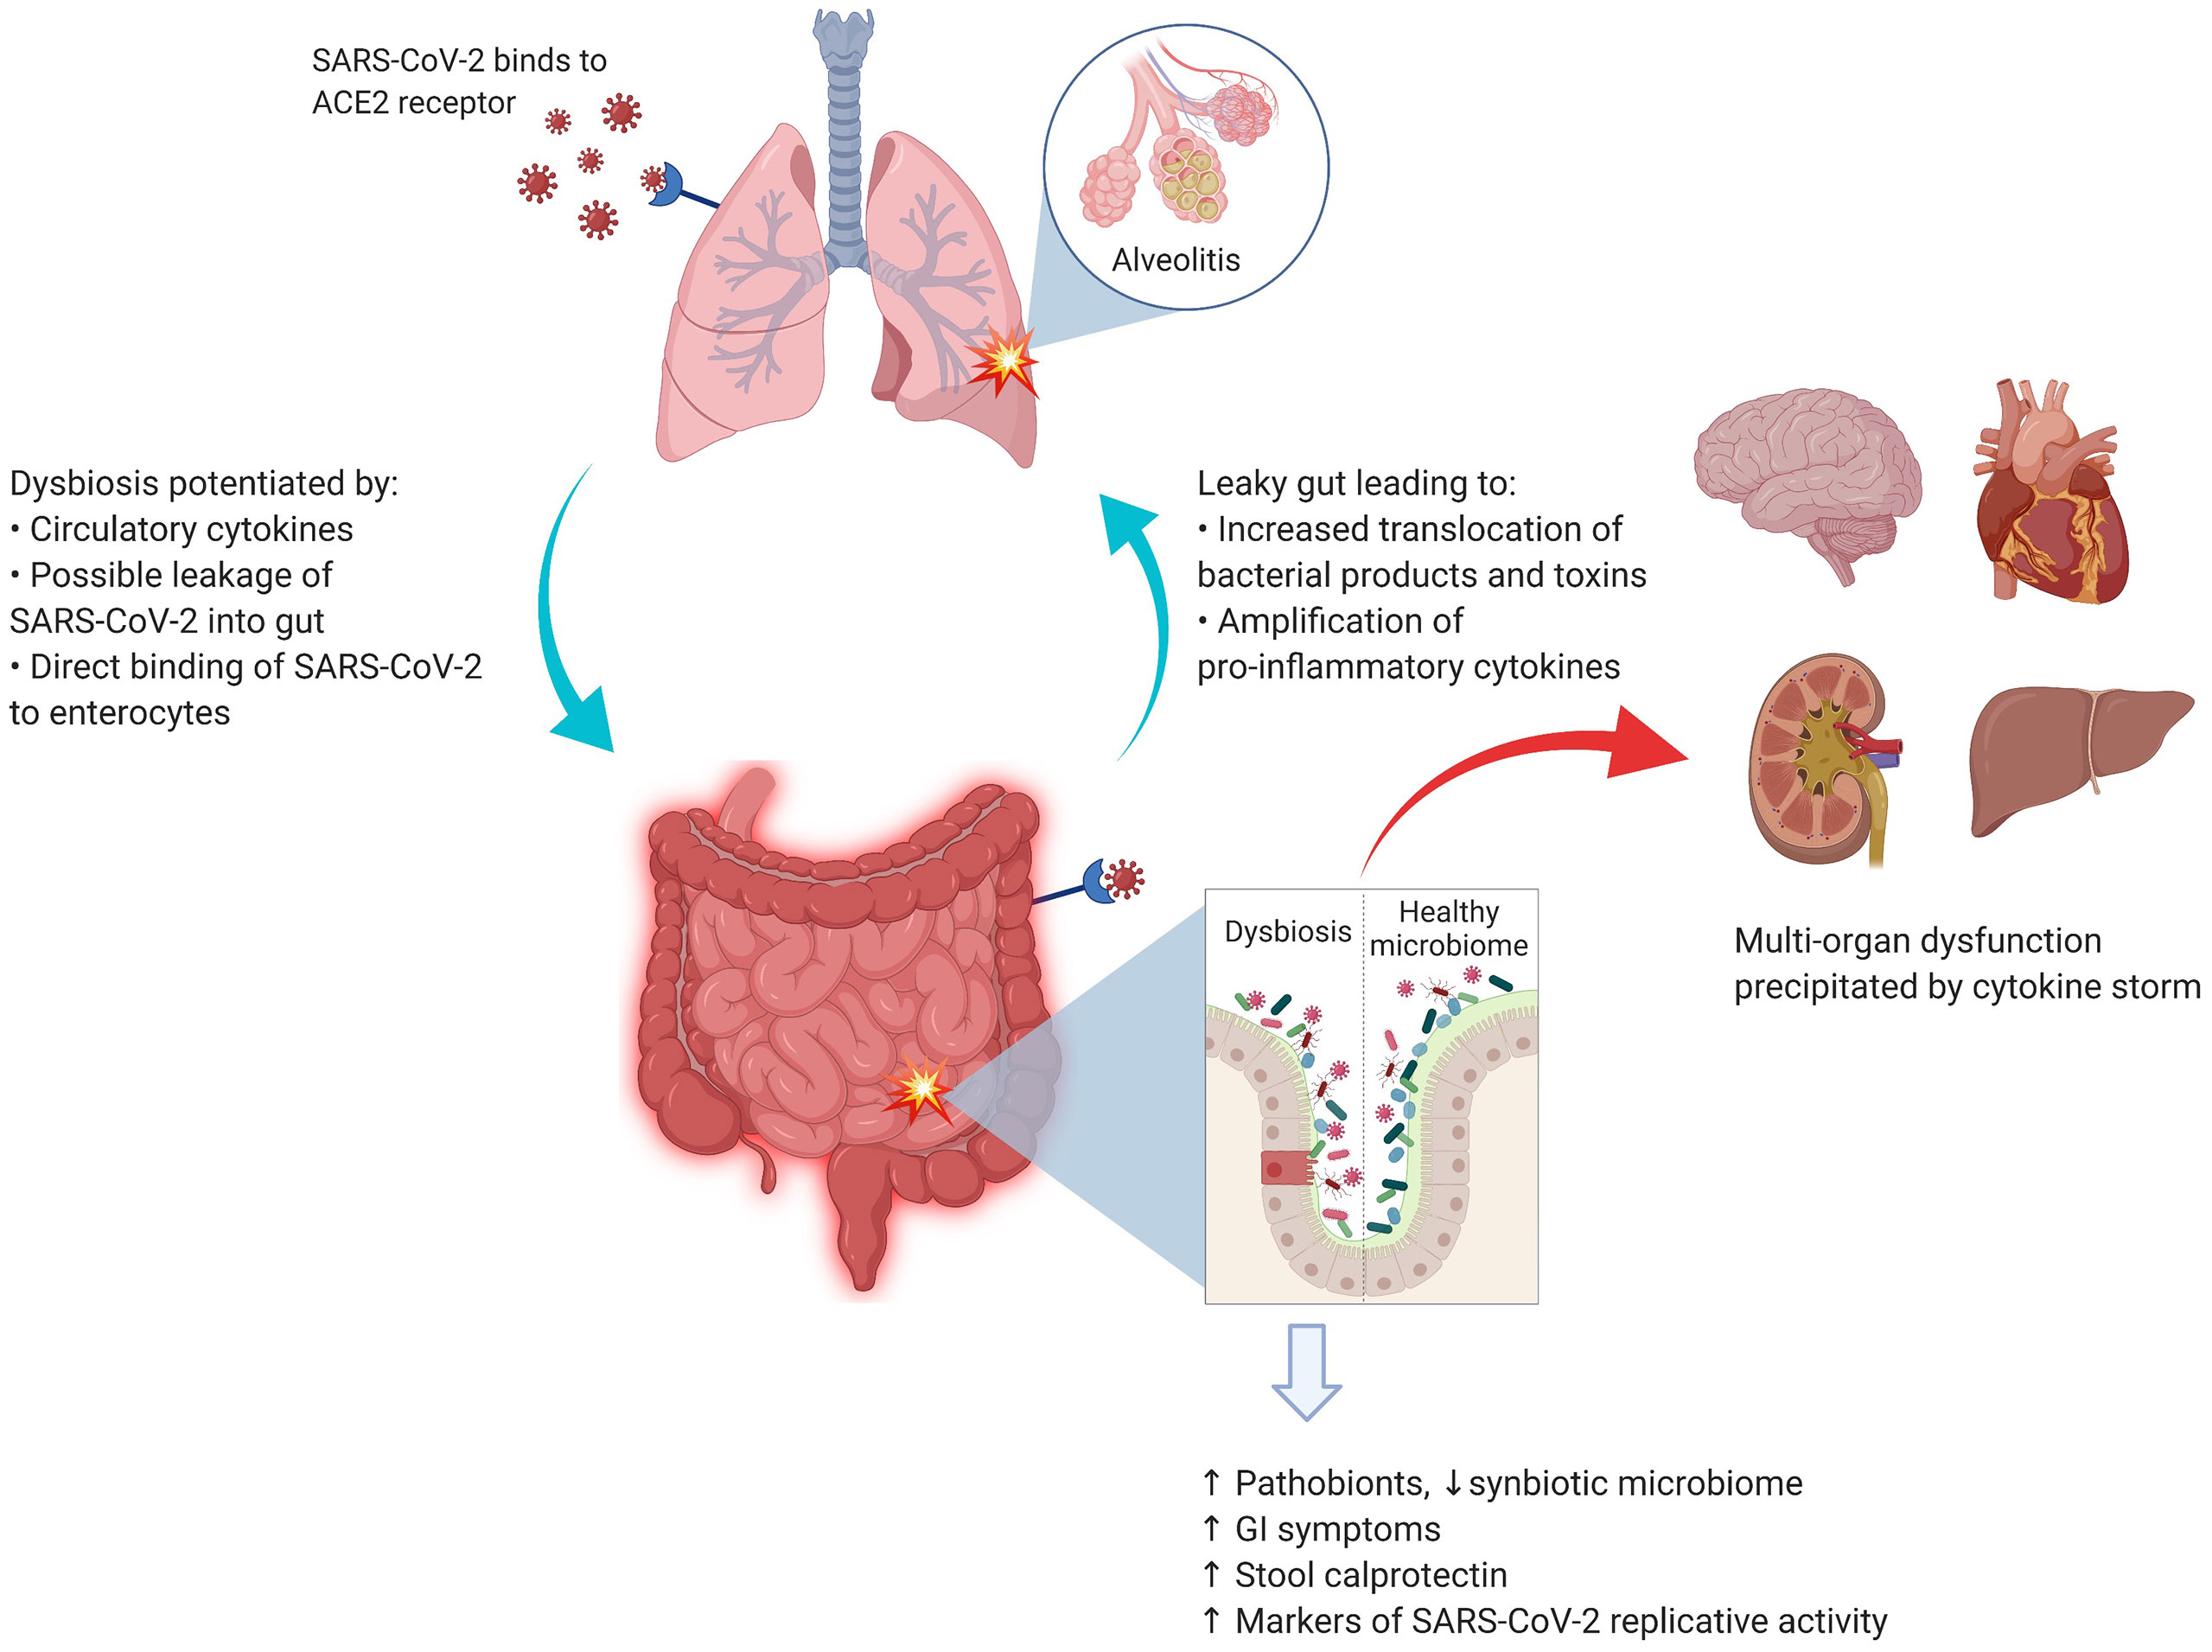 SARS-CoV-2 binds to
ACE2 receptor
Alveolitis
Dysbiosis potentiated by:
• Circulatory cytokines
• Possible leakage of
SARS-CoV-2 into gut
• Direct binding of SARS-CoV-2
to enterocytes
Leaky gut leading to:
• Increased translocation of
bacterial products and toxins
• Amplification of
pro-inflammatory cytokines
Multi-organ dysfunction
precipitated by cytokine storm
Dysbiosis
Healthy
microbiome
↑ Pathobionts, ↓synbiotic microbiome
↑ GI symptoms
↑ Stool calprotectin
↑ Markers of SARS-CoV-2 replicative activity